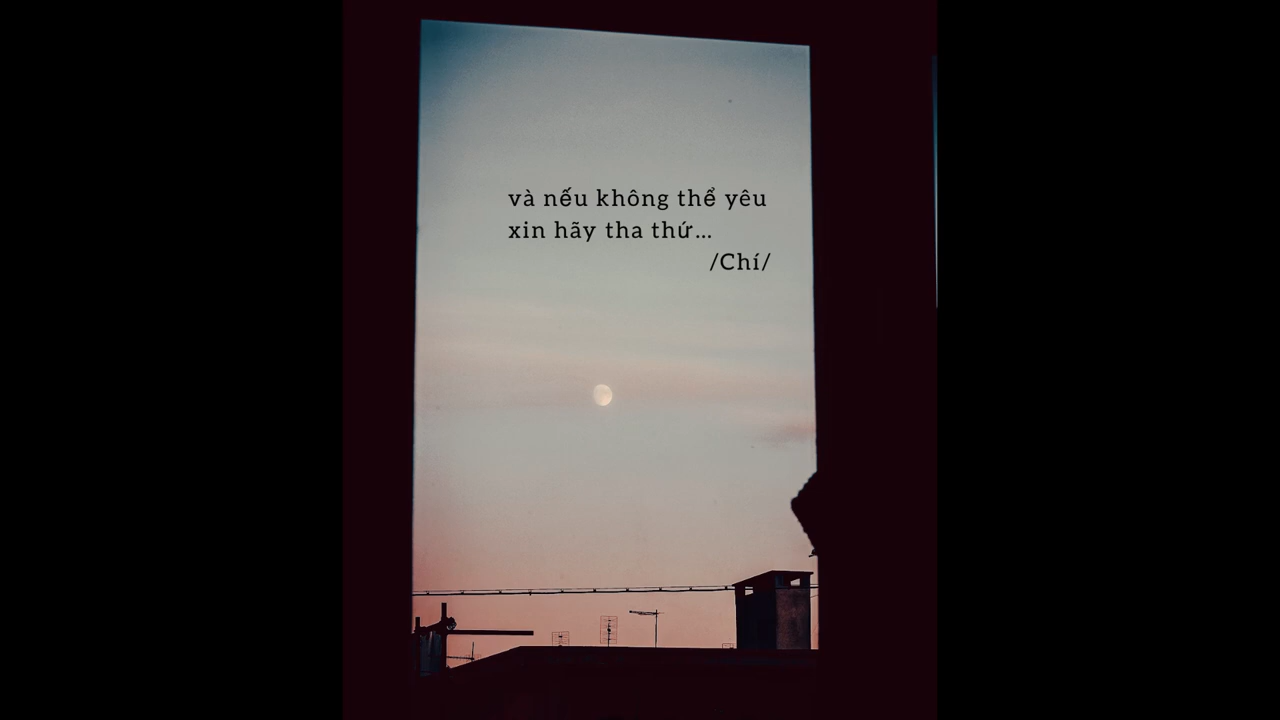 và nếu không thể yêu
xin hãy tha thứ...
/Chí/